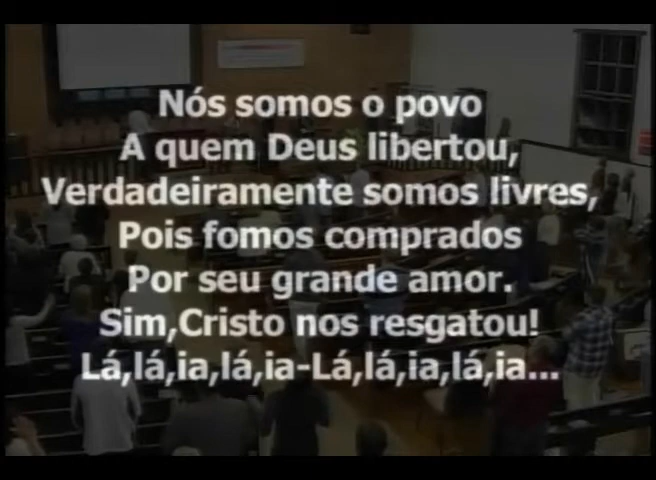 Nós somos o povo
A quem Deus libertou,
Verdadeiramente somos livres,
Pois fomos comprados
Por seu grande amor.
Sim,Cristo nos resgatou!
Lá,lá,ia,lá,ia-Lá,lá,ia,lá,ia...